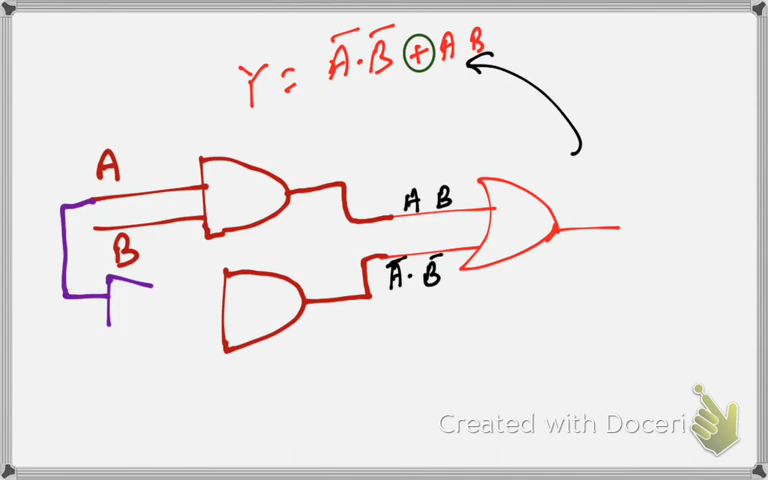 Y = A̅·B̅ + A B
A
B
A B
A̅·B̅
Created with Doceri